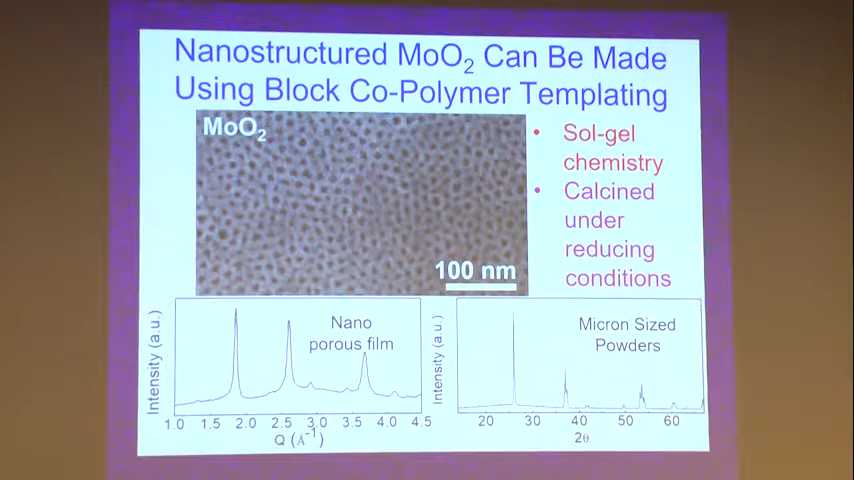 Nanostructured MoO2 Can Be Made
Using Block Co-Polymer Templating
MoO2
100 nm
• Sol-gel
chemistry
• Calcined
under
reducing
conditions
Intensity (a.u.)
Nano
porous film
1.0 1.5 2.0 2.5 3.0 3.5 4.0 4.5
Q (Å-1)
Intensity (a.u.)
Micron Sized
Powders
20 30 40 50 60
2θ